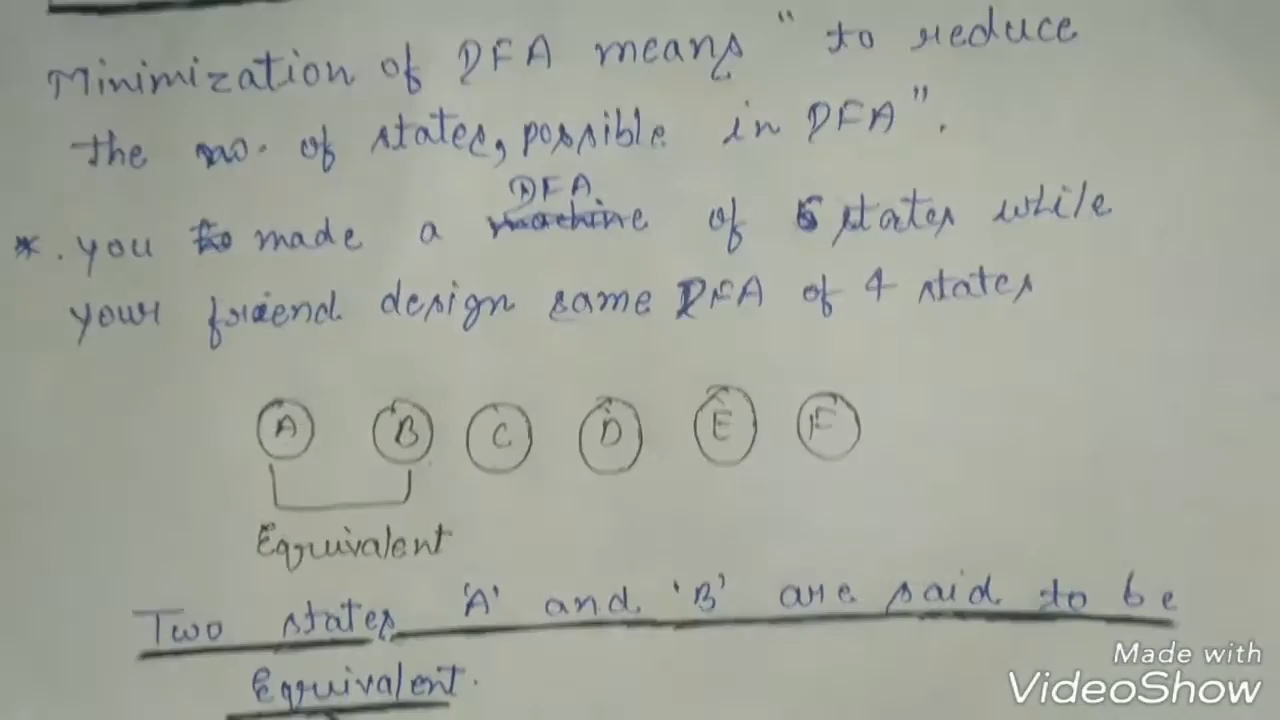 Minimization of DFA means "to reduce
the no. of states, possible in DFA".
*. you made a DFA of 5 states while
your friend design same DFA of 4 states
A B C D E F
Equivalent
Two states 'A' and 'B' are said to be
Equivalent.
Made with
VideoShow